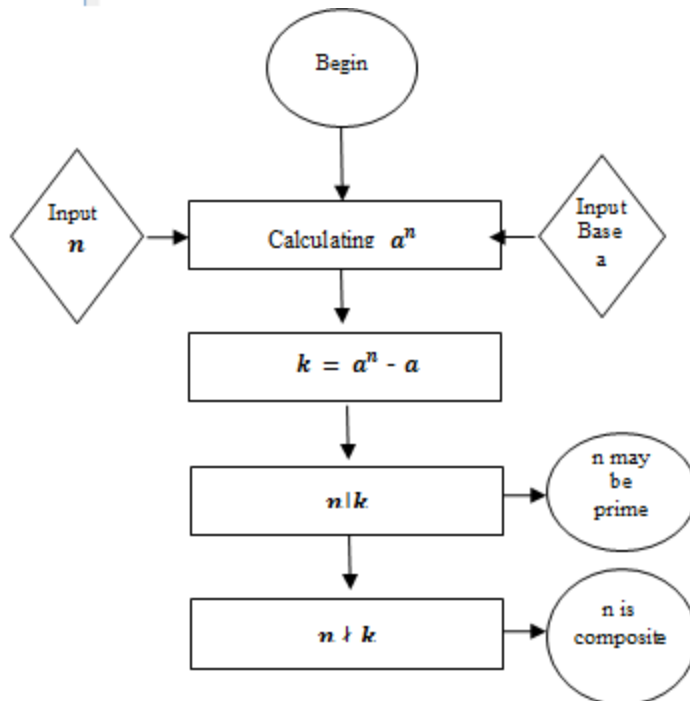 Begin
Input
n
Calculating aⁿ
Input
Base
a
k = aⁿ - a
n|k
n may
be
prime
n ∤ k
n is
composite